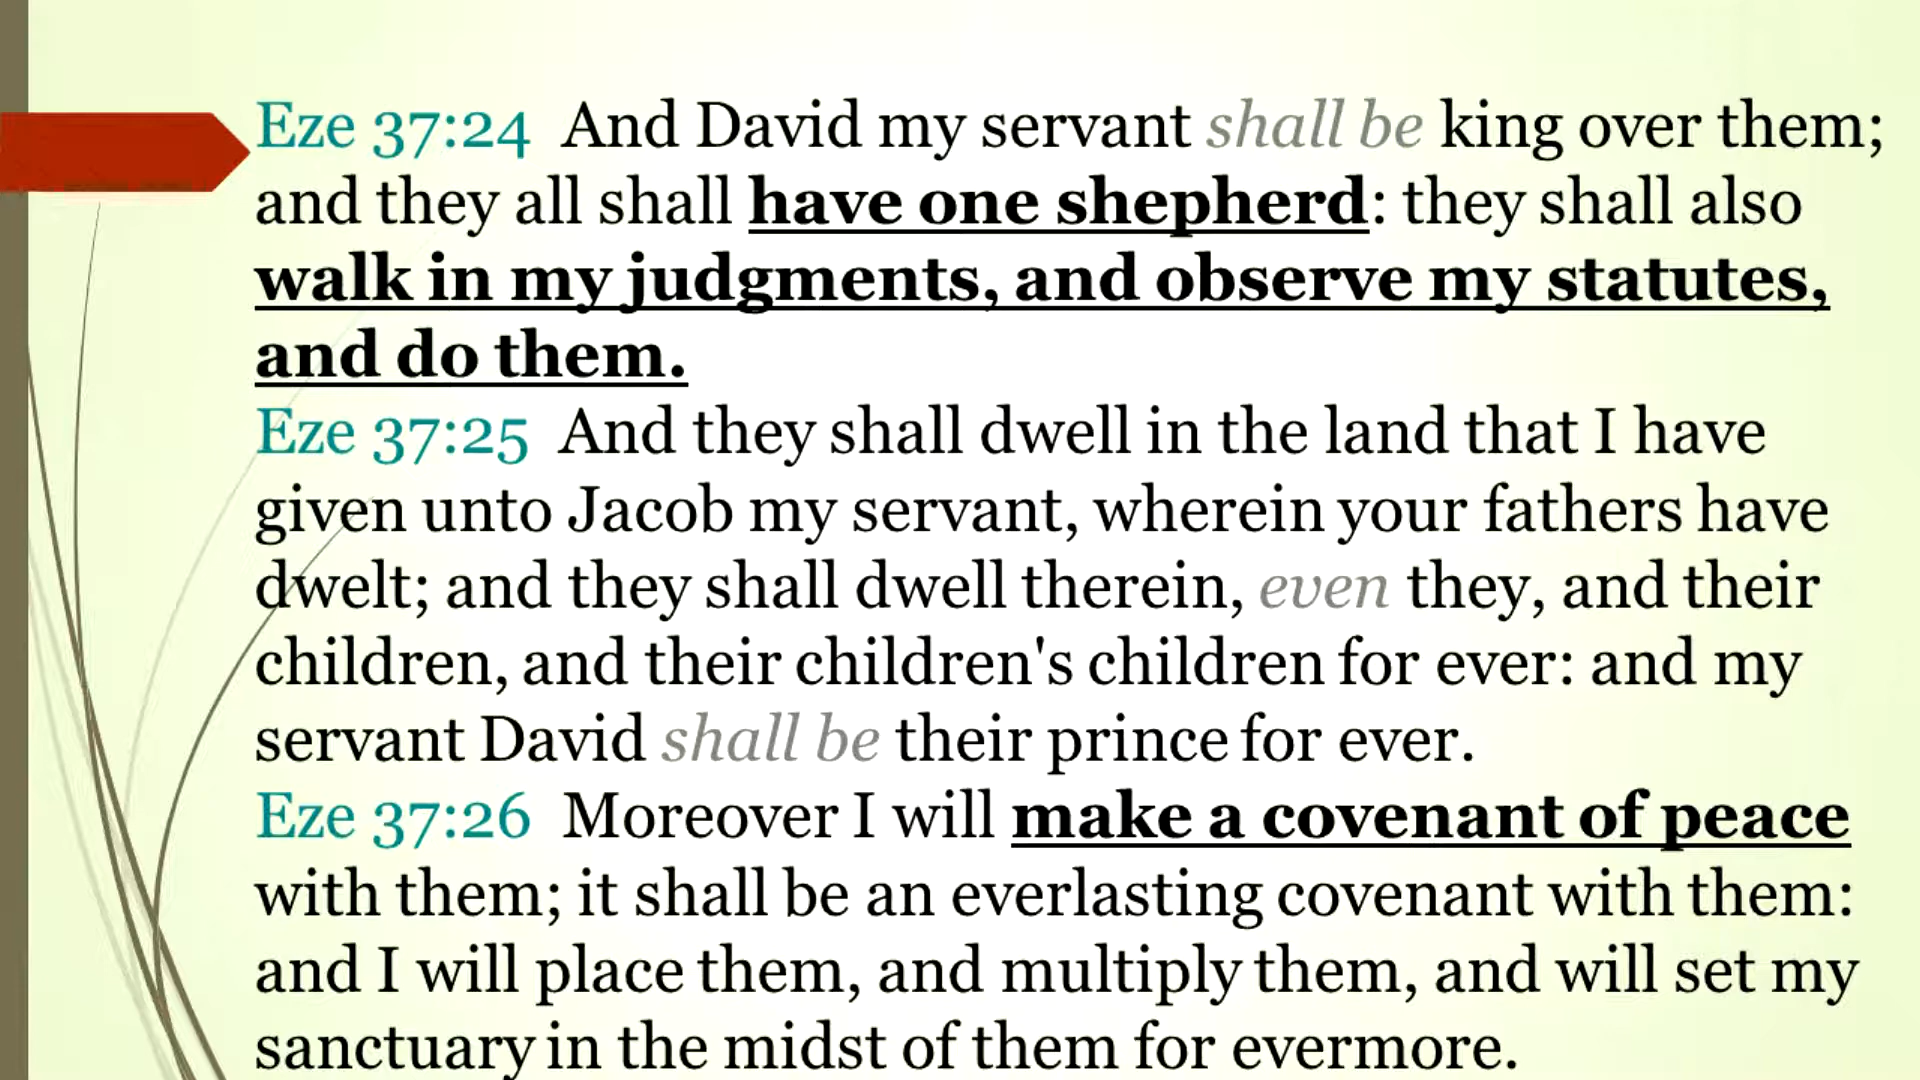 Eze 37:24 And David my servant shall be king over them;
and they all shall have one shepherd: they shall also
walk in my judgments, and observe my statutes,
and do them.
Eze 37:25 And they shall dwell in the land that I have
given unto Jacob my servant, wherein your fathers have
dwelt; and they shall dwell therein, even they, and their
children, and their children's children for ever: and my
servant David shall be their prince for ever.
Eze 37:26 Moreover I will make a covenant of peace
with them; it shall be an everlasting covenant with them:
and I will place them, and multiply them, and will set my
sanctuary in the midst of them for evermore.